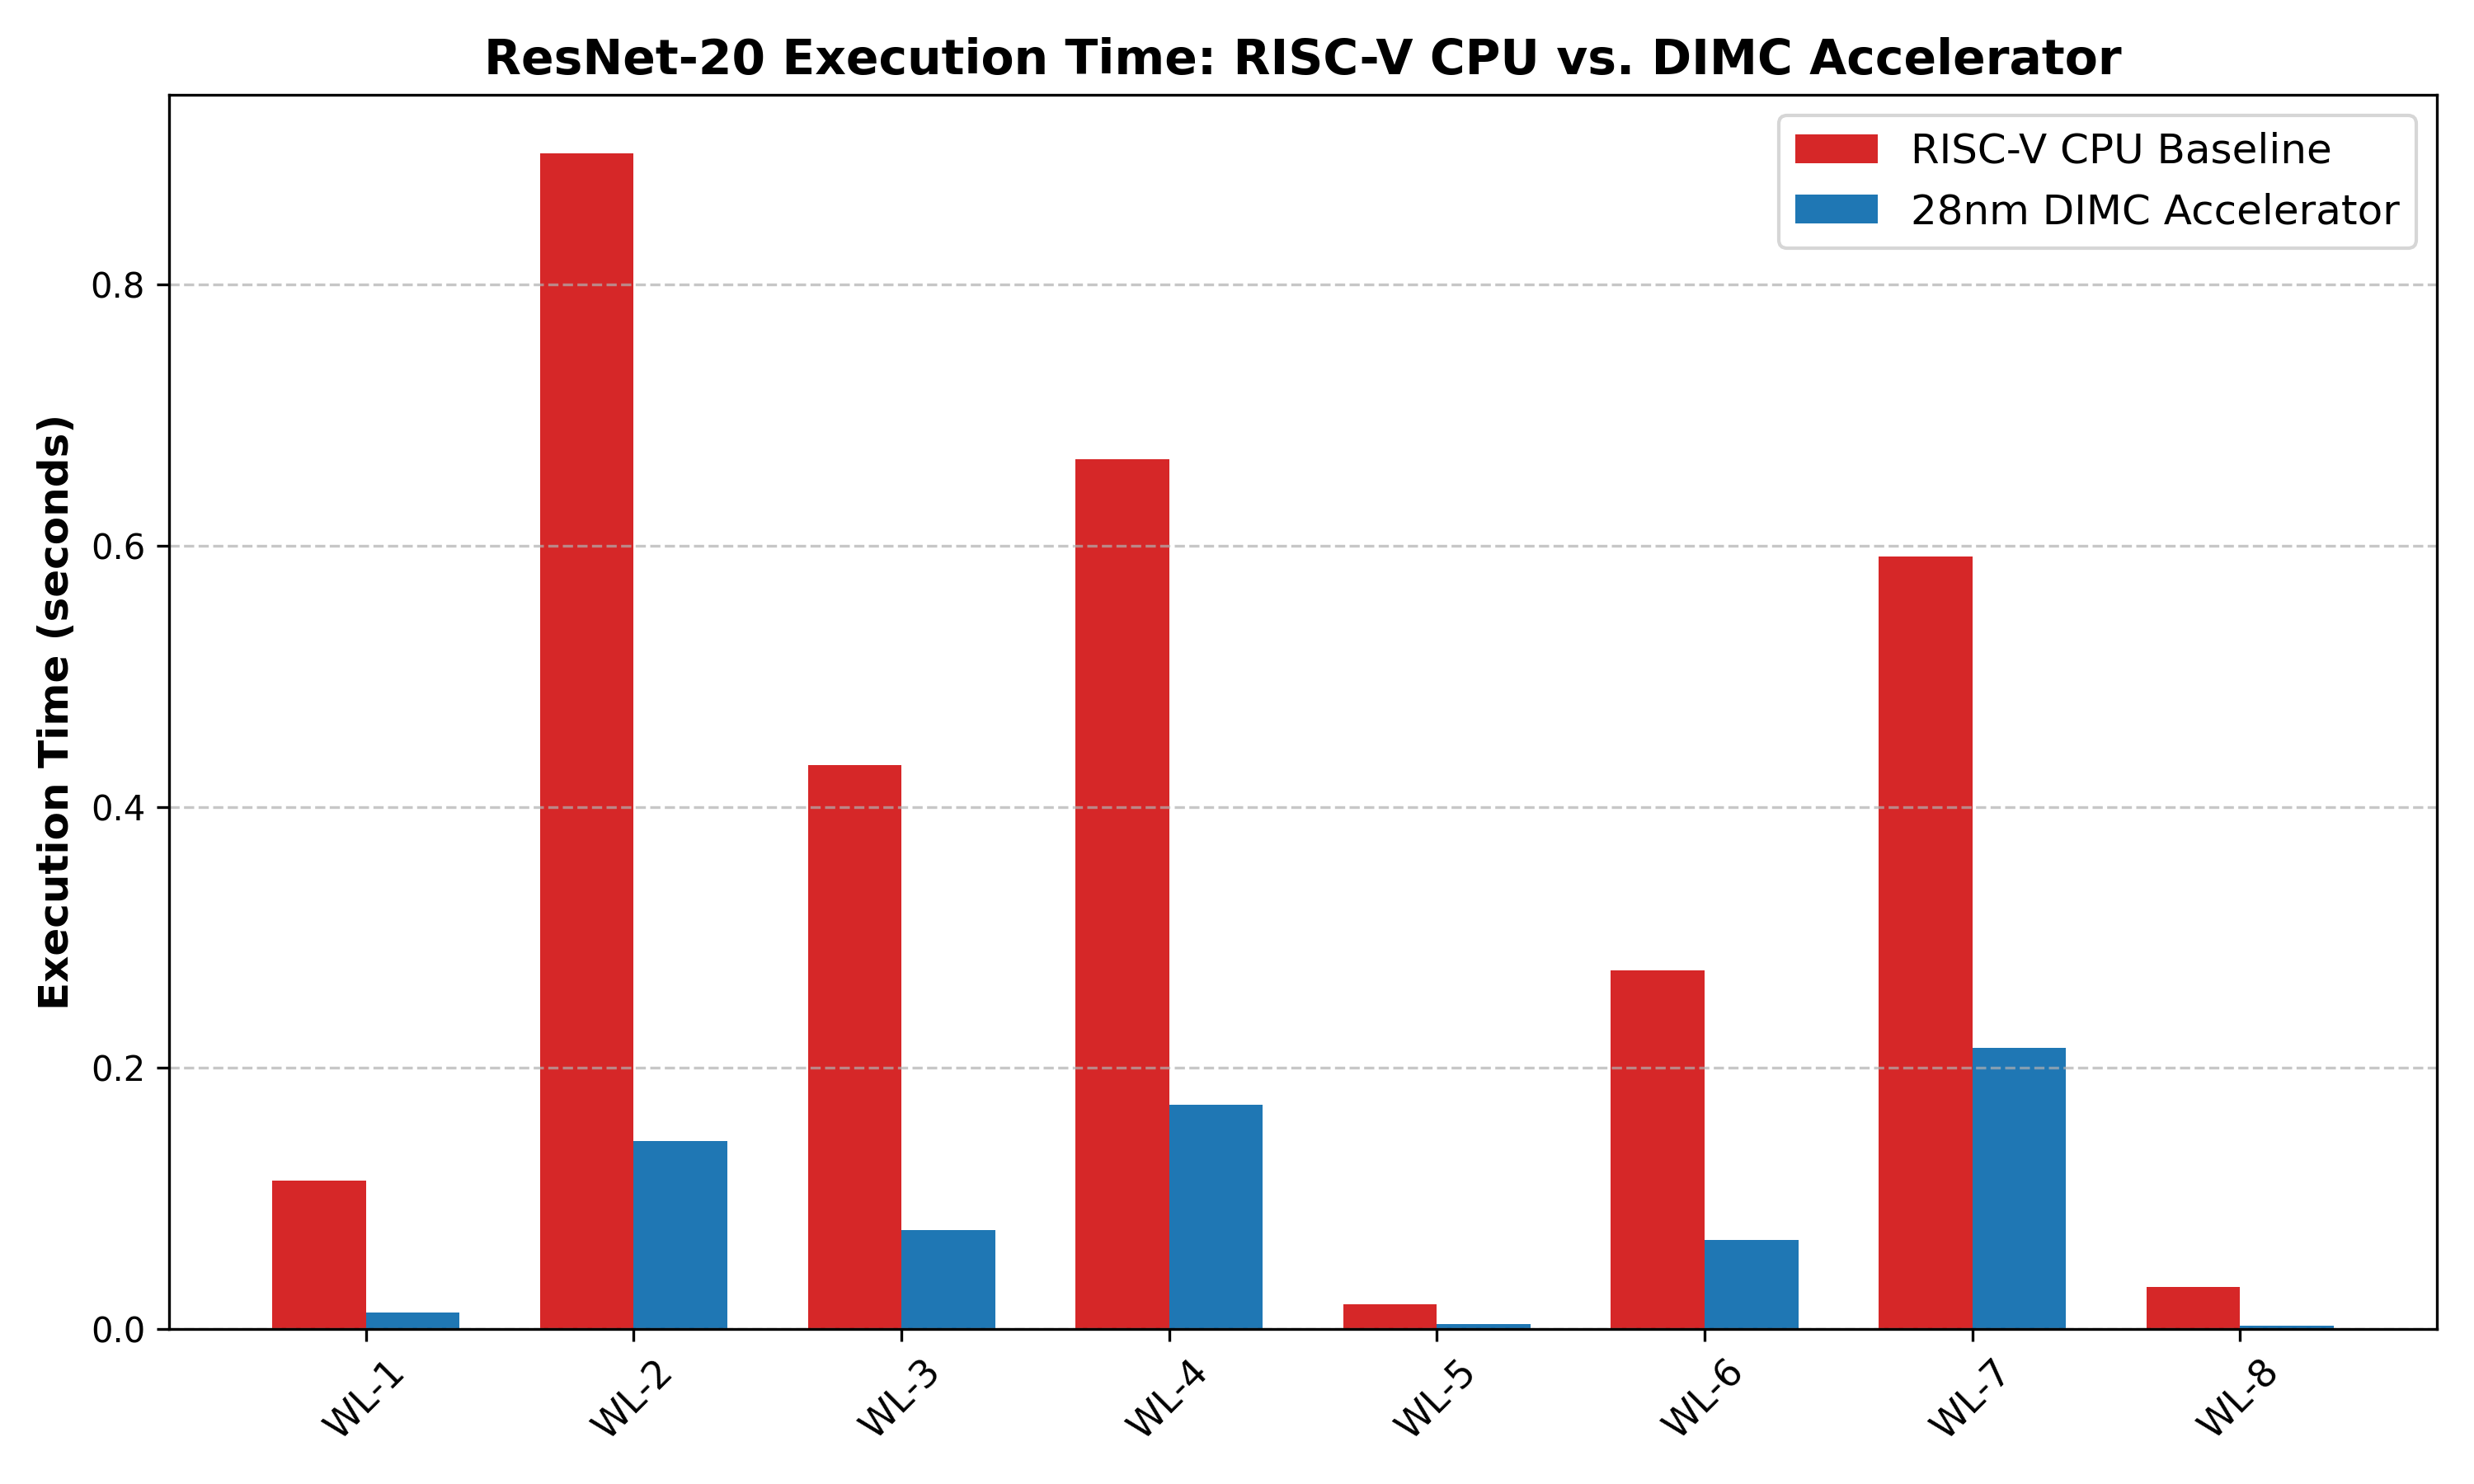 ResNet-20 Execution Time: RISC-V CPU vs. DIMC Accelerator
RISC-V CPU Baseline
28nm DIMC Accelerator
Execution Time (seconds)
0.8
0.6
0.4
0.2
0.0
WL-1
WL-2
WL-3
WL-4
WL-5
WL-6
WL-7
WL-8